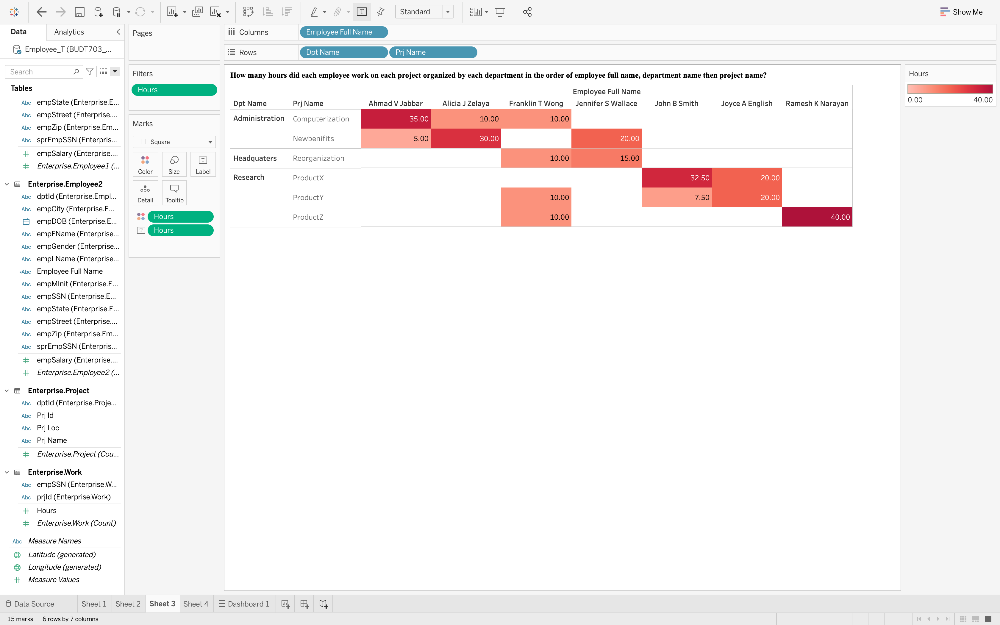 Standard
Show Me
Data
Analytics
Employee_T (BUDT703_...
Search
Tables
Abc empState (Enterprise.E...
Abc empStreet (Enterprise....
Abc empZip (Enterprise.Em...
Abc sprEmpSSN (Enterpris...
empSalary (Enterprise....
Enterprise.Employee1 (...
Enterprise.Employee2
Abc dptId (Enterprise.Empl...
Abc empCity (Enterprise.E...
empDOB (Enterprise.E...
Abc empFName (Enterprise...
Abc empGender (Enterprise...
Abc empLName (Enterprise...
=Abc Employee Full Name
Abc empMInit (Enterprise.E...
Abc empSSN (Enterprise.E...
Abc empState (Enterprise.E...
Abc empStreet (Enterprise....
Abc empZip (Enterprise.Em...
Abc sprEmpSSN (Enterpris...
empSalary (Enterprise....
Enterprise.Employee2 (...
Enterprise.Project
Abc dptId (Enterprise.Proje...
Abc Prj Id
Abc Prj Loc
Abc Prj Name
Enterprise.Project (Cou...
Enterprise.Work
Abc empSSN (Enterprise.W...
Abc prjId (Enterprise.Work)
Hours
Enterprise.Work (Count)
Abc Measure Names
Latitude (generated)
Longitude (generated)
Measure Values
Pages
Filters
Hours
Marks
Square
Color Size T Label
Detail Tooltip
Hours
T Hours
Columns Employee Full Name
Rows Dpt Name Prj Name
How many hours did each employee work on each project organized by each department in the order of employee full name, department name then project name?
Employee Full Name
Dpt Name Prj Name Ahmad V Jabbar Alicia J Zelaya Franklin T Wong Jennifer S Wallace John B Smith Joyce A English Ramesh K Narayan
Administration Computerization 35.00 10.00 10.00
Newbenifits 5.00 30.00 20.00
Headquaters Reorganization 10.00 15.00
Research ProductX 32.50 20.00
ProductY 10.00 7.50 20.00
ProductZ 10.00 40.00
Hours
0.00 40.00
Data Source Sheet 1 Sheet 2 Sheet 3 Sheet 4 Dashboard 1
15 marks 6 rows by 7 columns